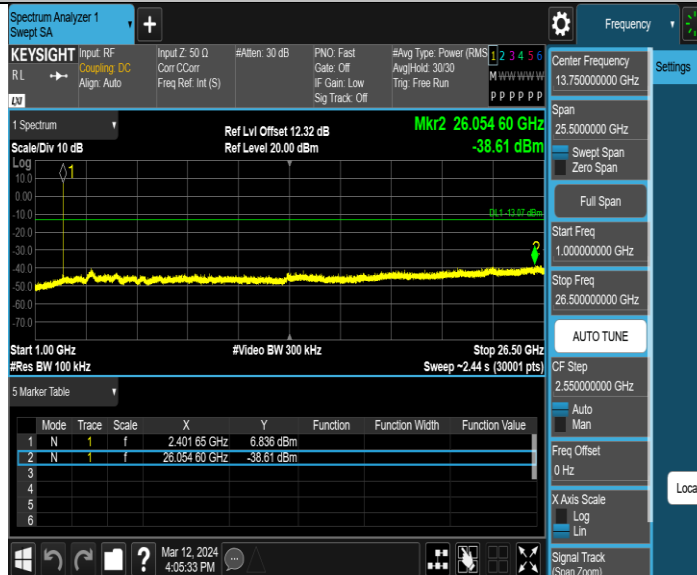 Spectrum Analyzer 1
Swept SA
+
Frequency
KEYSIGHT
Input: RF
Coupling: DC
Align: Auto
Input Z: 50 Ω
Corr CCorr
Freq Ref: Int (S)
#Atten: 30 dB
PNO: Fast
Gate: Off
IF Gain: Low
Sig Track: Off
#Avg Type: Power (RMS
Avg|Hold: 30/30
Trig: Free Run
1 2 3 4 5 6
M W W W W W
P P P P P P
R L
LXI
1 Spectrum
Scale/Div 10 dB
Ref Lvl Offset 12.32 dB
Ref Level 20.00 dBm
Mkr2 26.054 60 GHz
-38.61 dBm
Log
10.0
0.00
-10.0
-20.0
-30.0
-40.0
-50.0
-60.0
-70.0
1
DL1 -13.07 dBm
2
Start 1.00 GHz
#Res BW 100 kHz
#Video BW 300 kHz
Stop 26.50 GHz
Sweep ~2.44 s (30001 pts)
5 Marker Table
Mode Trace Scale X Y Function Function Width Function Value
1 N 1 f 2.401 65 GHz 6.836 dBm
2 N 1 f 26.054 60 GHz -38.61 dBm
3
4
5
6
Mar 12, 2024
4:05:33 PM
?
Center Frequency
13.750000000 GHz
Span
25.5000000 GHz
Swept Span
Zero Span
Full Span
Start Freq
1.000000000 GHz
Stop Freq
26.500000000 GHz
AUTO TUNE
CF Step
2.550000000 GHz
Auto
Man
Freq Offset
0 Hz
X Axis Scale
Log
Lin
Signal Track
(Span Zoom)
Settings
Loca